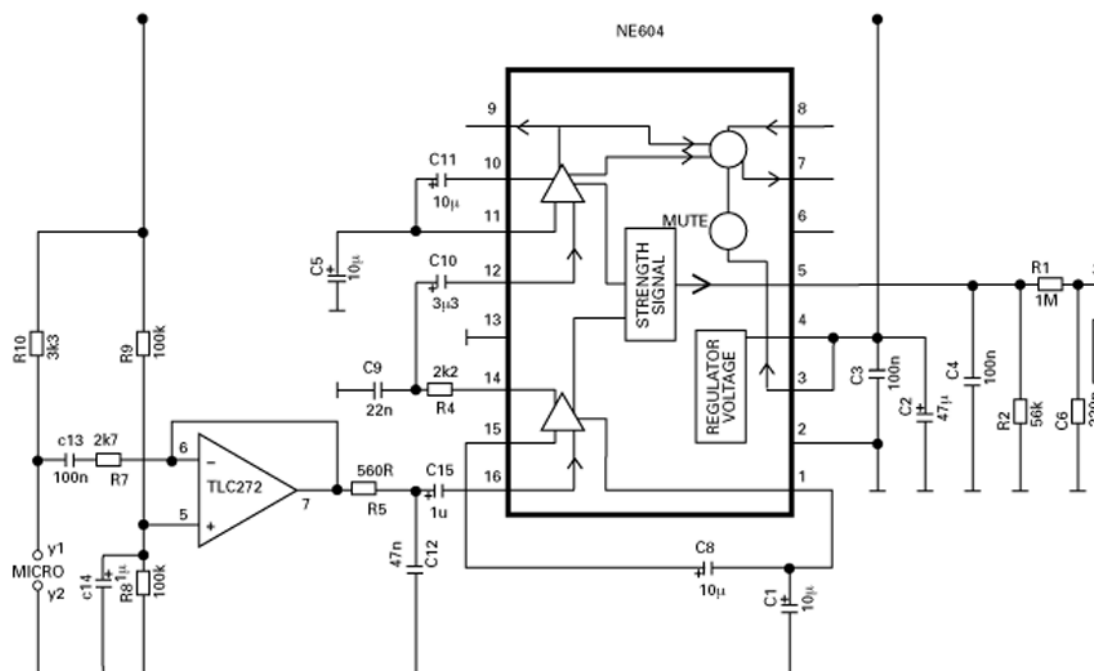 NE604
9
8
C11
10
10µ
7
11
MUTE
6
C5
10µ
C10
12
3µ3
STRENGTH
SIGNAL
5
R1
1M
13
4
R10
3k3
R9
100k
C9
22n
2k2
R4
14
REGULATOR
VOLTAGE
3
C3
100n
C2
47µ
C4
100n
R2
56k
C6
15
2
c13
100n
2k7
R7
6
−
TLC272
7
5
+
560R
R5
C15
1u
16
1
y1
MICRO
y2
c14
1µ
R8
100k
47n
C12
C8
10µ
C1
10µ